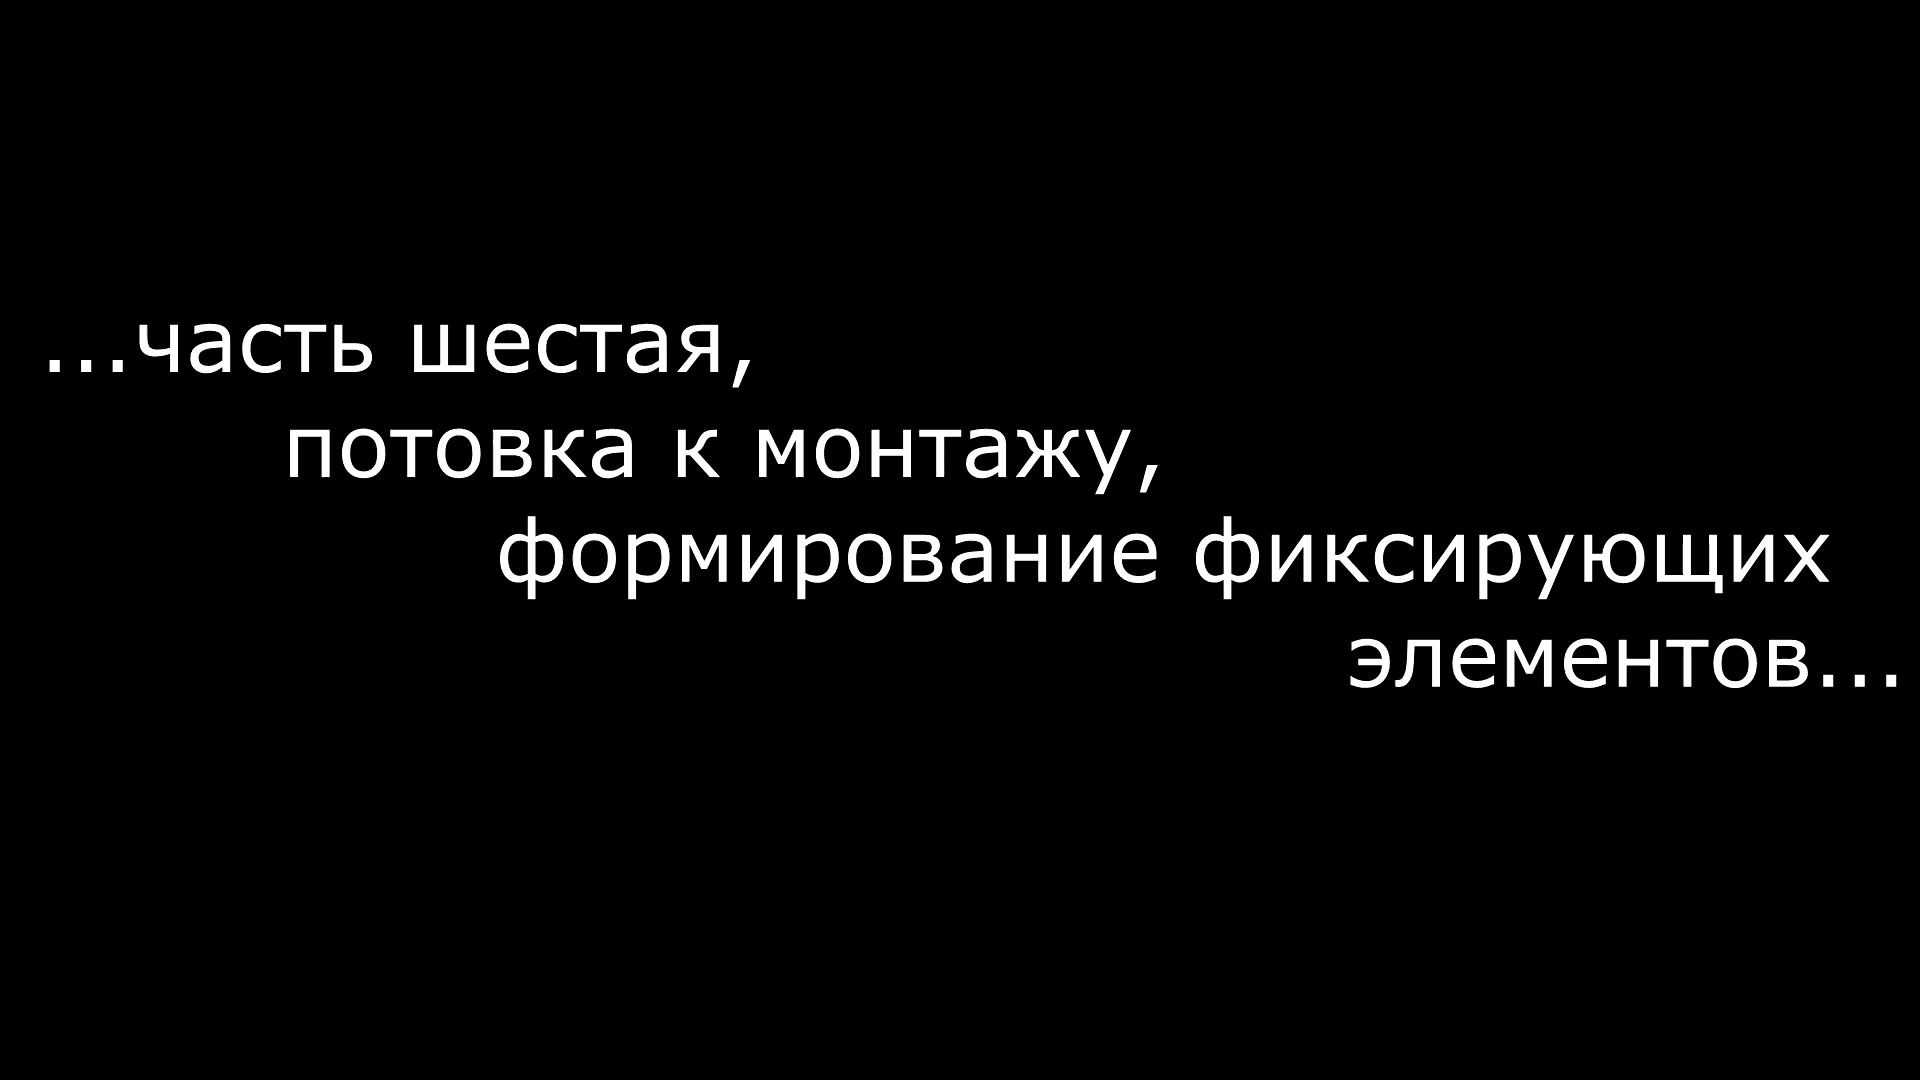 ...часть шестая,
потовка к монтажу,
формирование фиксирующих
элементов...